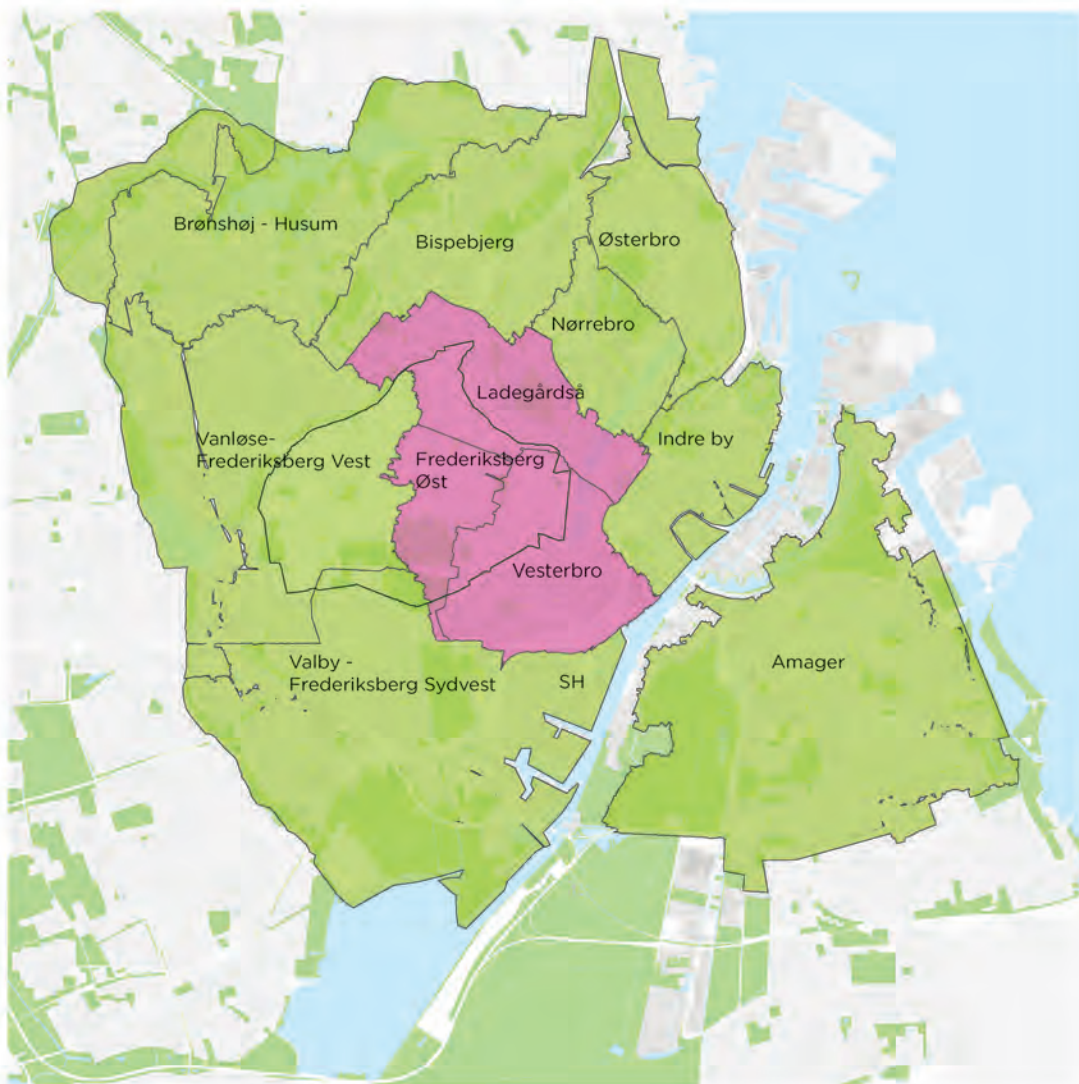 Brønshøj - Husum
Bispebjerg
Østerbro
Nørrebro
Ladegårdså
Indre by
Vanløse-
Frederiksberg Vest
Frederiksberg
Øst
Vesterbro
Valby -
Frederiksberg Sydvest
SH
Amager